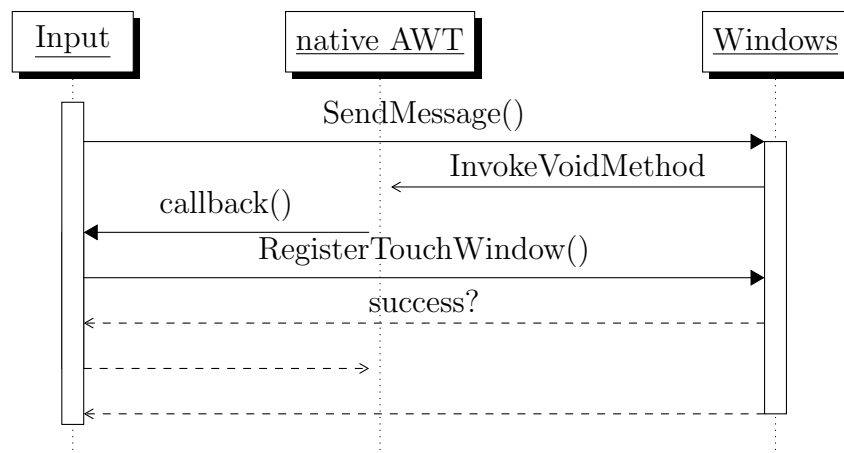 Input
native AWT
Windows
SendMessage()
InvokeVoidMethod
callback()
RegisterTouchWindow()
success?